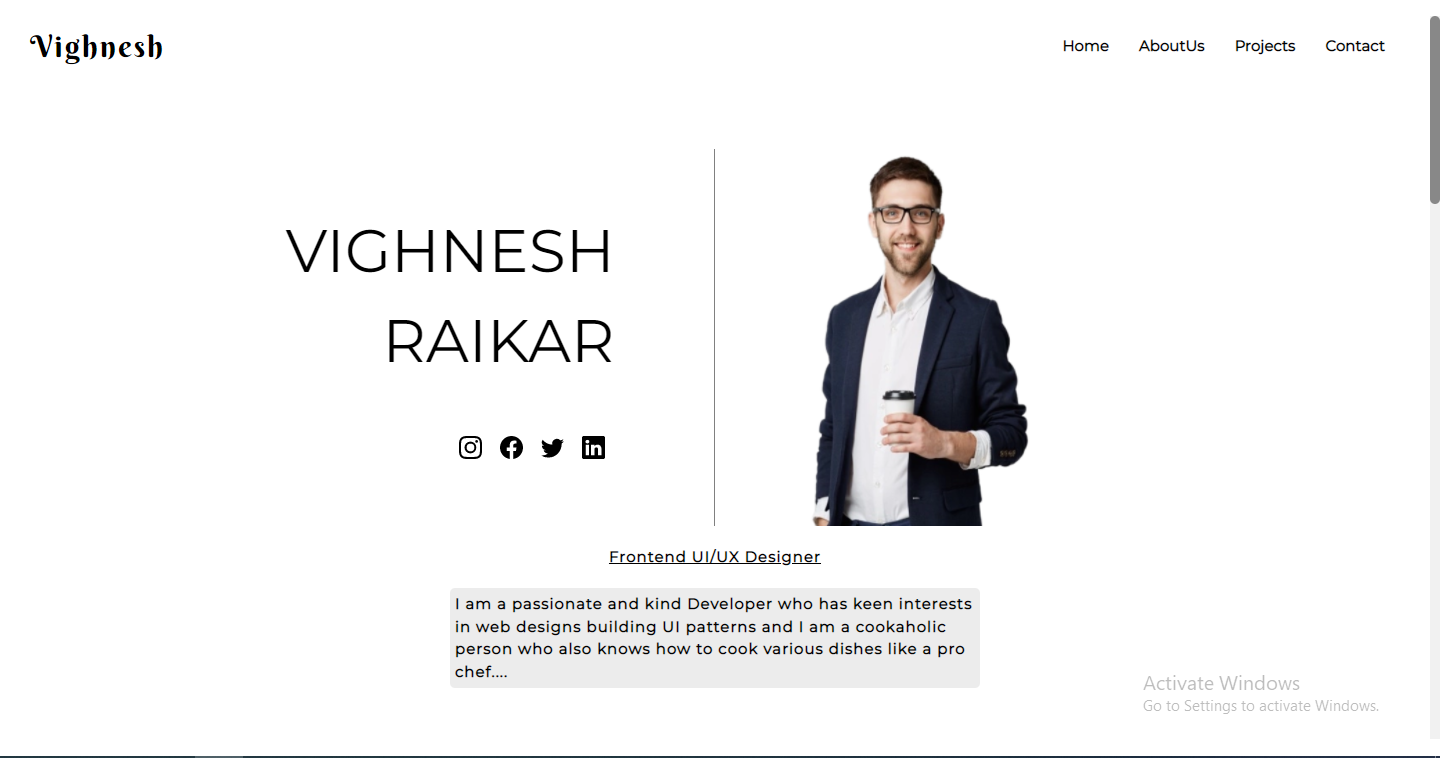 Vighnesh
Home AboutUs Projects Contact
VIGHNESH
RAIKAR
Frontend UI/UX Designer
I am a passionate and kind Developer who has keen interests
in web designs building UI patterns and I am a cookaholic
person who also knows how to cook various dishes like a pro
chef....
Activate Windows
Go to Settings to activate Windows.